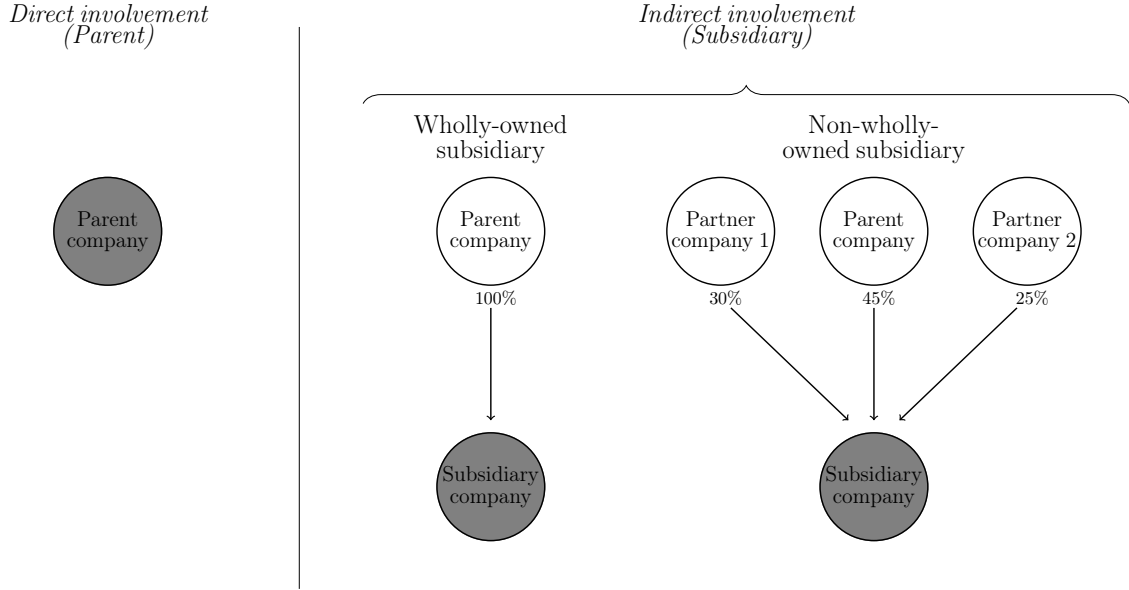 Direct involvement
(Parent)
Indirect involvement
(Subsidiary)
Wholly-owned
subsidiary
Non-wholly-
owned subsidiary
Parent
company
Parent
company
Partner
company 1
Parent
company
Partner
company 2
100%
30%
45%
25%
Subsidiary
company
Subsidiary
company